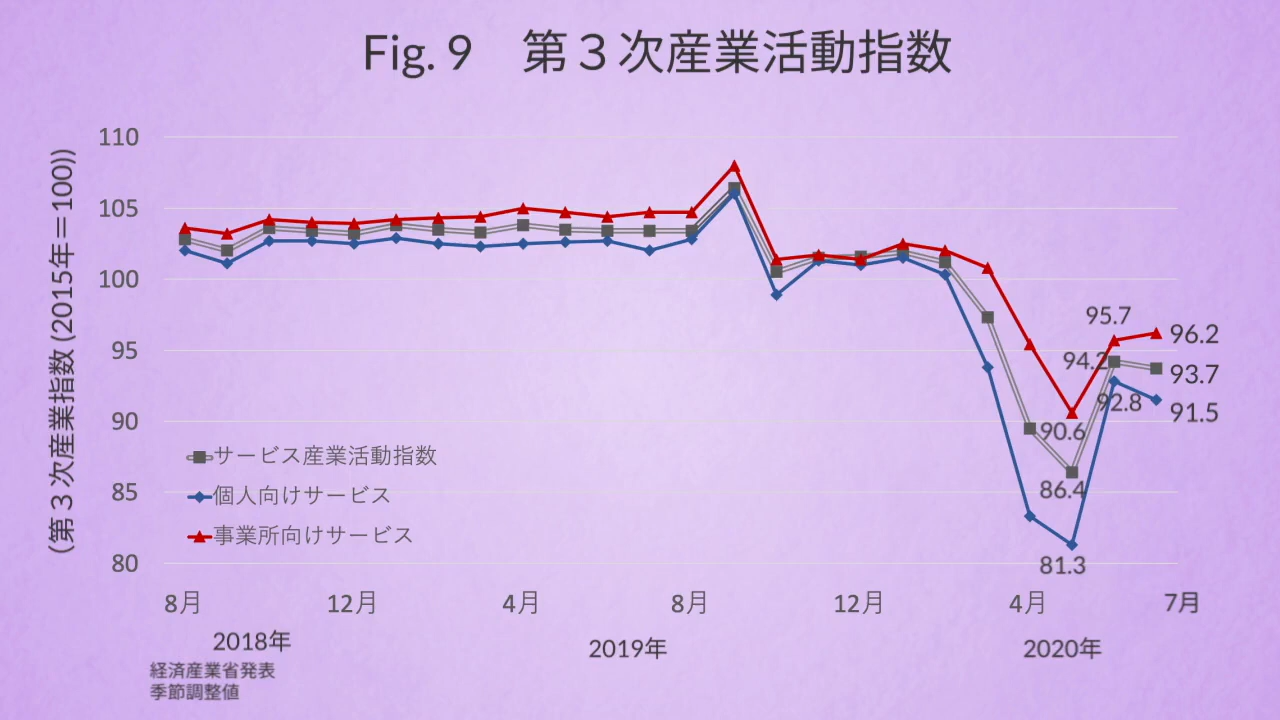 Fig. 9　第３次産業活動指数
(第３次産業指数 (2015年＝100))
110
105
100
95
90
85
80
サービス産業活動指数
個人向けサービス
事業所向けサービス
95.7
96.2
94.2
93.7
92.8
91.5
90.6
86.4
81.3
8月
12月
4月
8月
12月
4月
7月
2018年
2019年
2020年
経済産業省発表
季節調整値